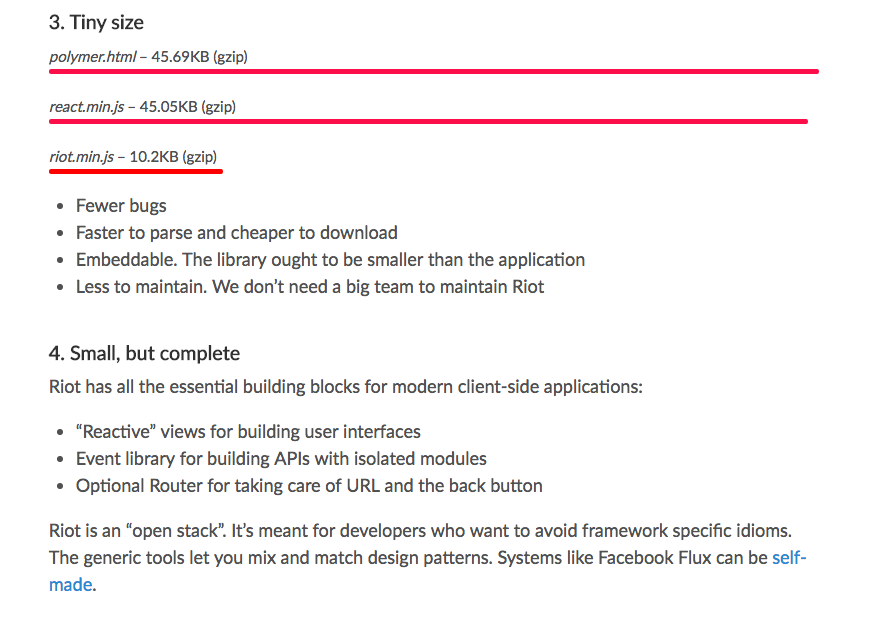 3. Tiny size
polymer.html – 45.69KB (gzip)
react.min.js – 45.05KB (gzip)
riot.min.js – 10.2KB (gzip)
• Fewer bugs
• Faster to parse and cheaper to download
• Embeddable. The library ought to be smaller than the application
• Less to maintain. We don’t need a big team to maintain Riot
4. Small, but complete
Riot has all the essential building blocks for modern client-side applications:
• “Reactive” views for building user interfaces
• Event library for building APIs with isolated modules
• Optional Router for taking care of URL and the back button
Riot is an “open stack”. It’s meant for developers who want to avoid framework specific idioms.
The generic tools let you mix and match design patterns. Systems like Facebook Flux can be self-
made.